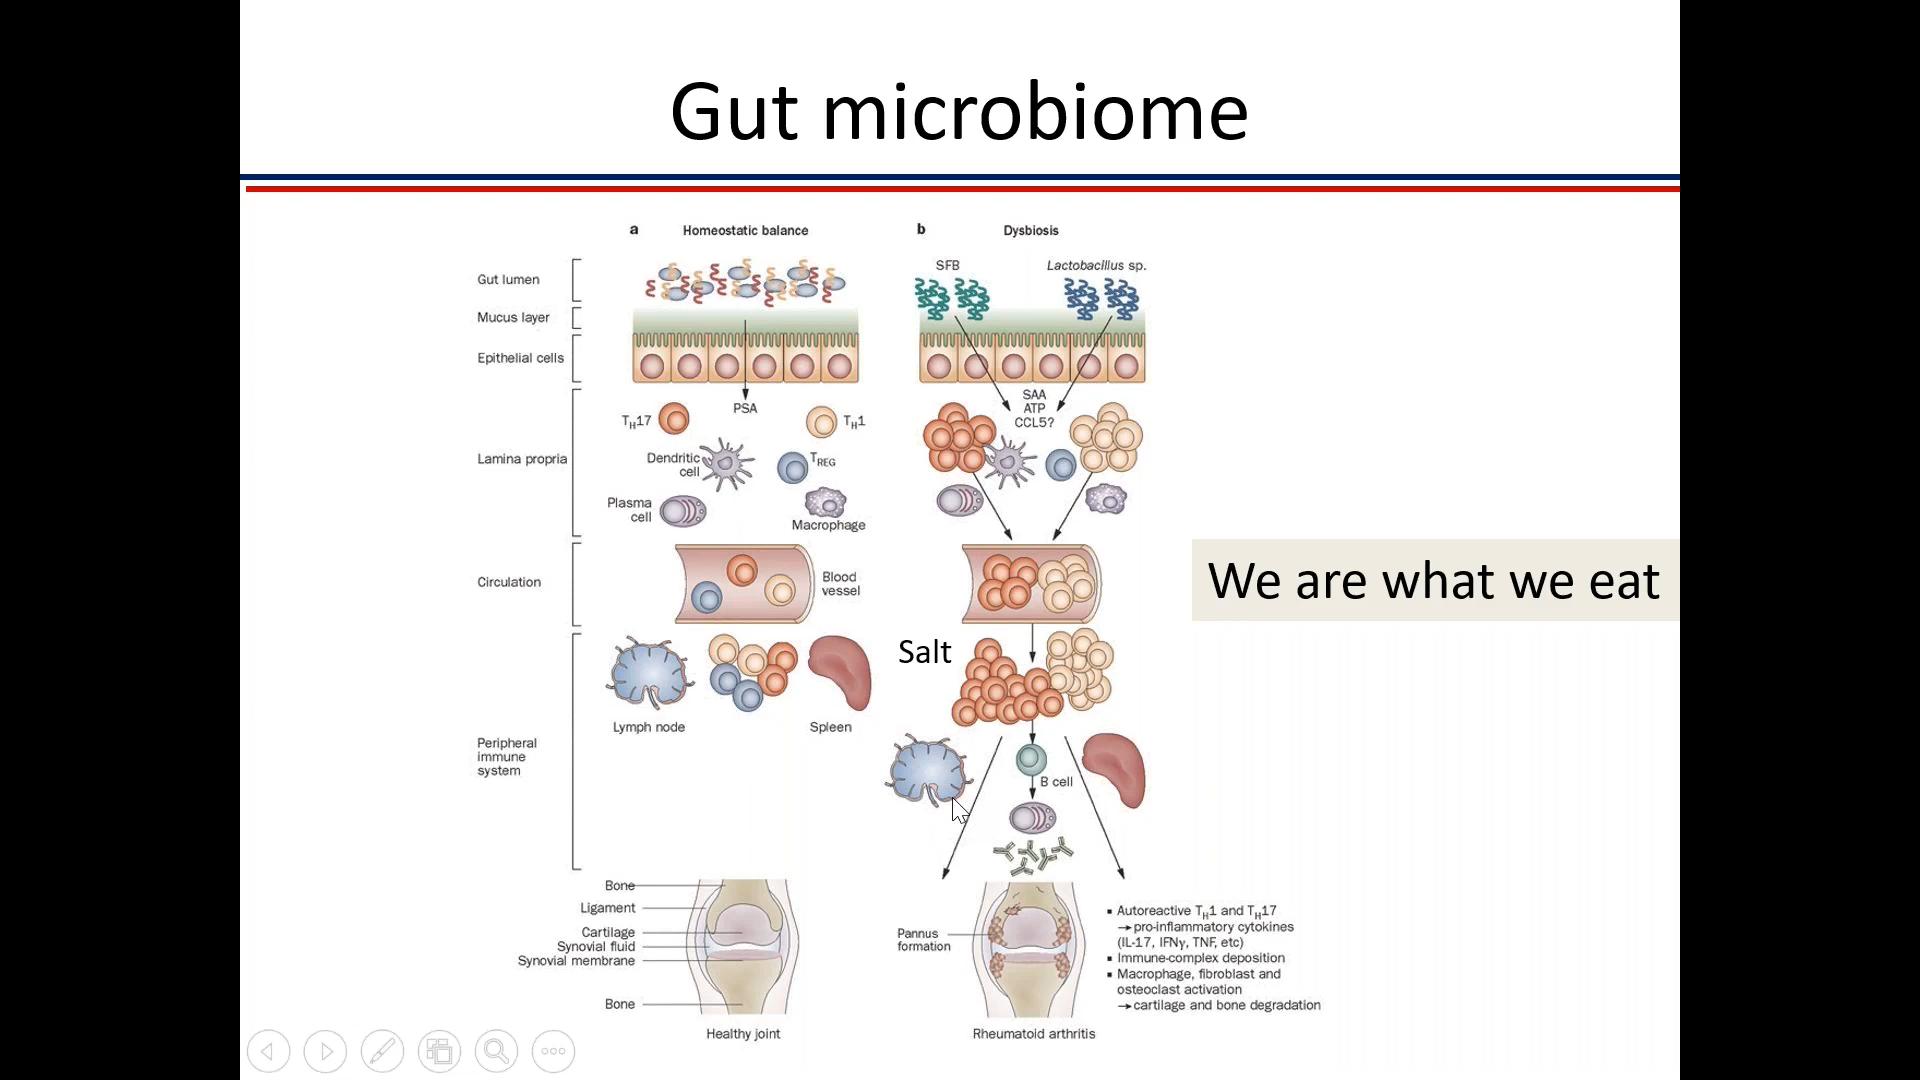 Gut microbiome
a Homeostatic balance
b Dysbiosis
SFB
Lactobacillus sp.
Gut lumen
Mucus layer
Epithelial cells
Lamina propria
Circulation
Peripheral
immune
system
PSA
TH17
TH1
Dendritic
cell
TREG
Plasma
cell
Macrophage
Blood
vessel
Lymph node
Spleen
SAA
ATP
CCL5?
We are what we eat
Salt
B cell
Bone
Ligament
Cartilage
Synovial fluid
Synovial membrane
Bone
Healthy joint
Pannus
formation
Rheumatoid arthritis
▪ Autoreactive TH1 and TH17
→ pro-inflammatory cytokines
(IL-17, IFNγ, TNF, etc)
▪ Immune-complex deposition
▪ Macrophage, fibroblast and
osteoclast activation
→ cartilage and bone degradation